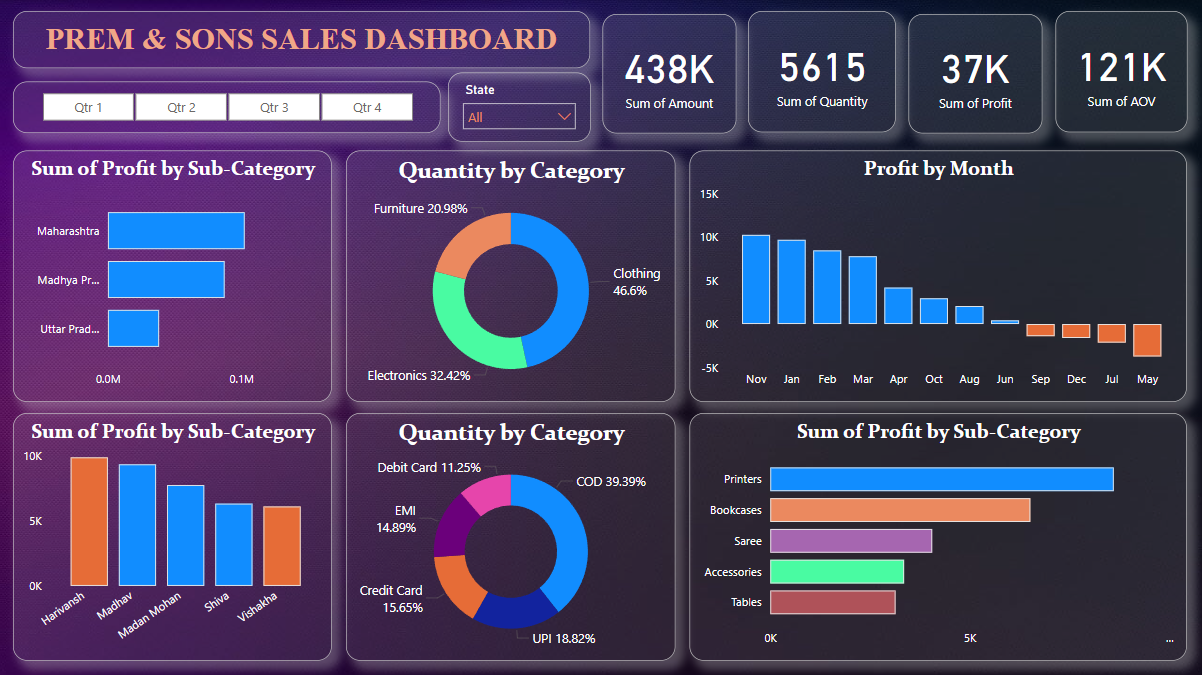 PREM & SONS SALES DASHBOARD
Qtr 1 Qtr 2 Qtr 3 Qtr 4
State
All
438K
Sum of Amount
5615
Sum of Quantity
37K
Sum of Profit
121K
Sum of AOV
Sum of Profit by Sub-Category
Maharashtra
Madhya Pr...
Uttar Prad...
0.0M 0.1M
Quantity by Category
Furniture 20.98%
Clothing
46.6%
Electronics 32.42%
Profit by Month
15K
10K
5K
0K
-5K
Nov Jan Feb Mar Apr Oct Aug Jun Sep Dec Jul May
Sum of Profit by Sub-Category
10K
5K
0K
Harivansh Madhav Madan Mohan Shiva Vishakha
Quantity by Category
Debit Card 11.25%
COD 39.39%
EMI
14.89%
Credit Card
15.65%
UPI 18.82%
Sum of Profit by Sub-Category
Printers
Bookcases
Saree
Accessories
Tables
0K 5K ...